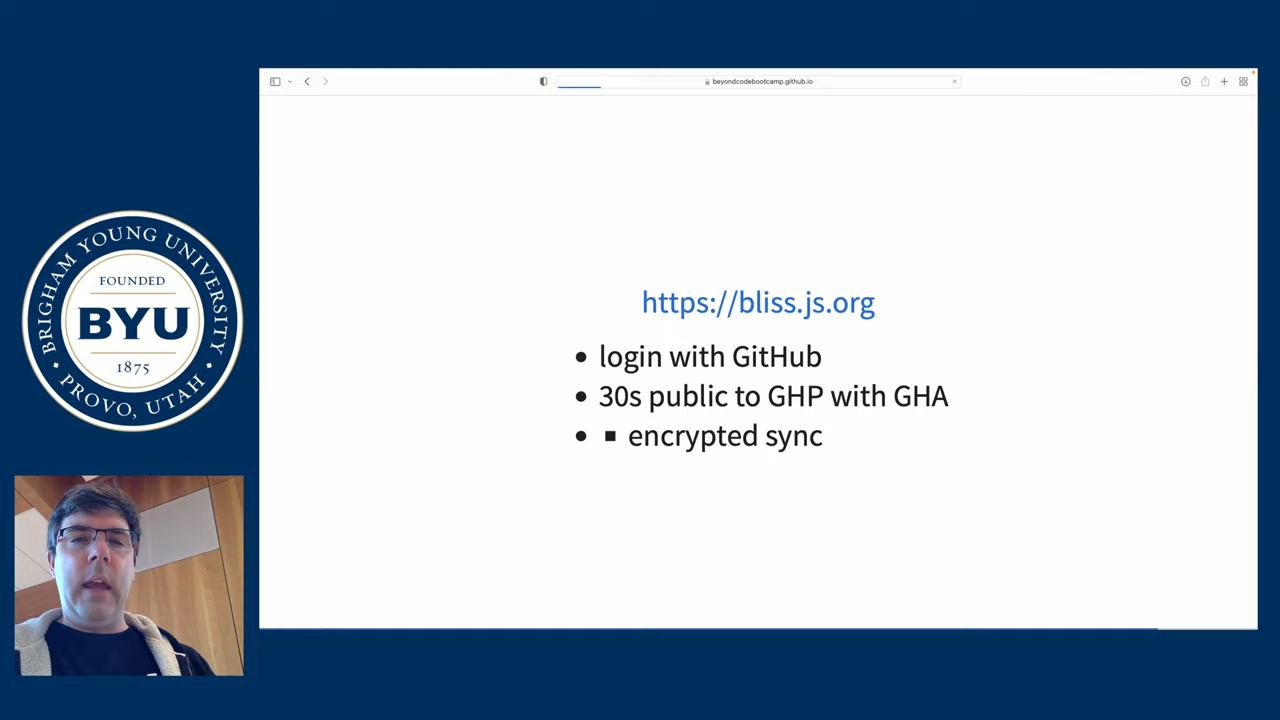 beyondcodebootcamp.github.io
https://bliss.js.org
• login with GitHub
• 30s public to GHP with GHA
• ▪ encrypted sync
BRIGHAM YOUNG UNIVERSITY
FOUNDED
BYU
1875
PROVO, UTAH